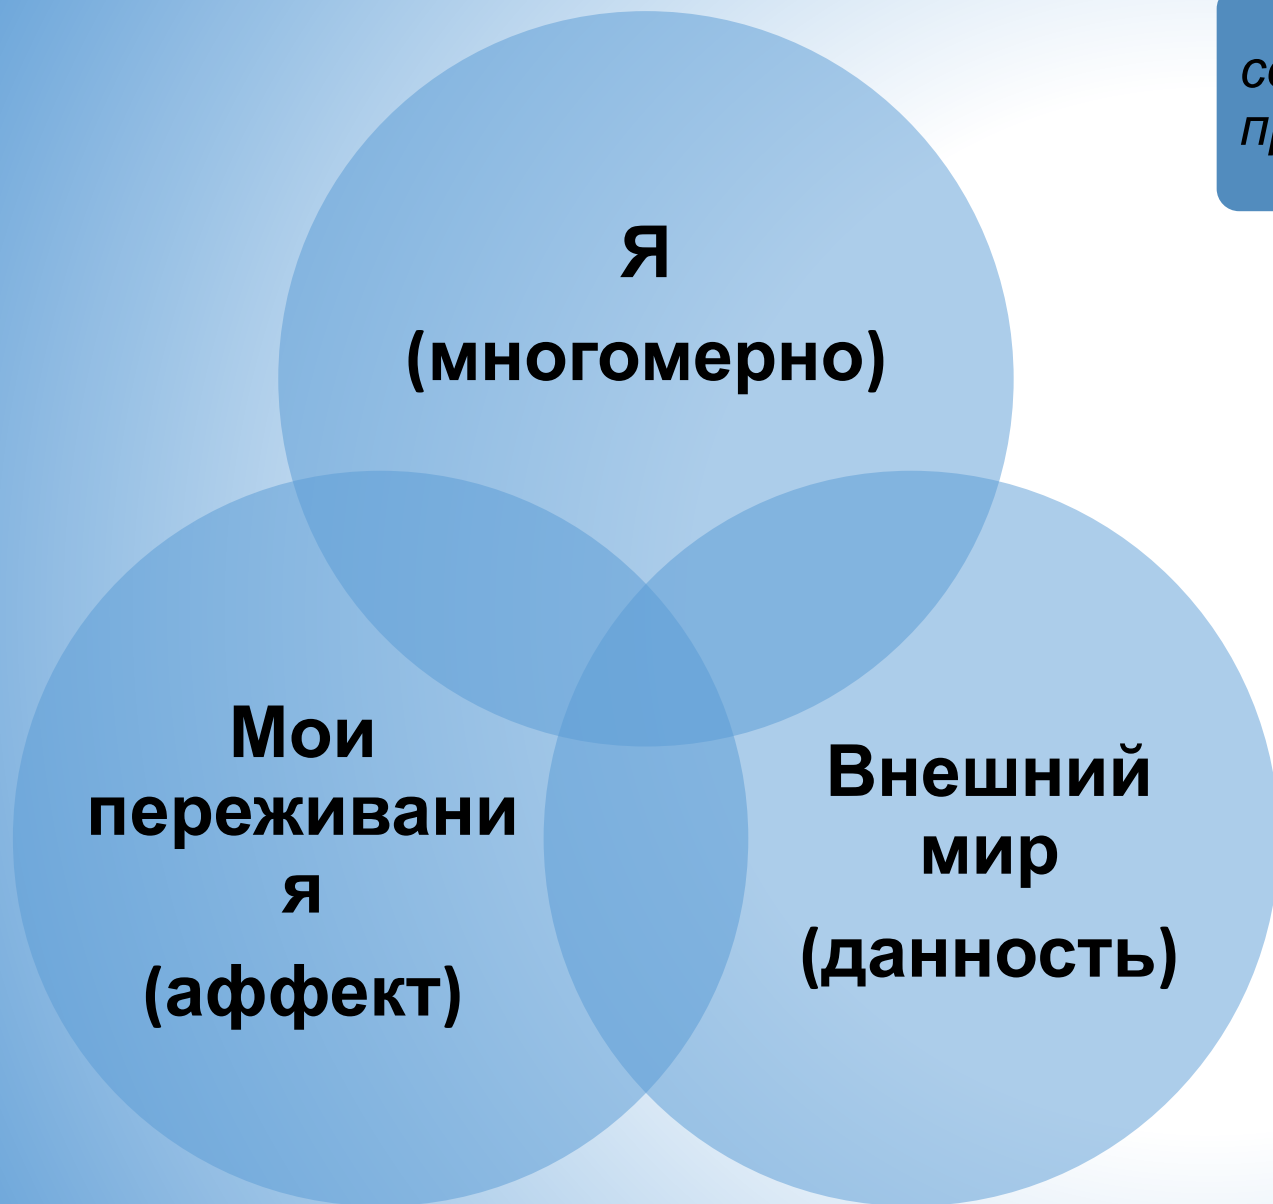 Я
(многомерно)
Мои
переживани
я
(аффект)
Внешний
мир
(данность)